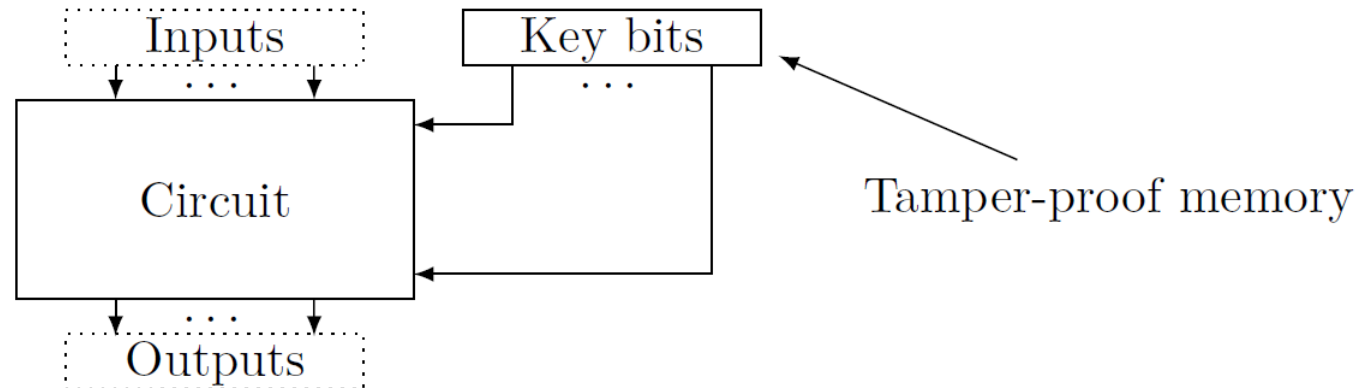 Inputs
Key bits
...
...
Circuit
Tamper-proof memory
...
Outputs